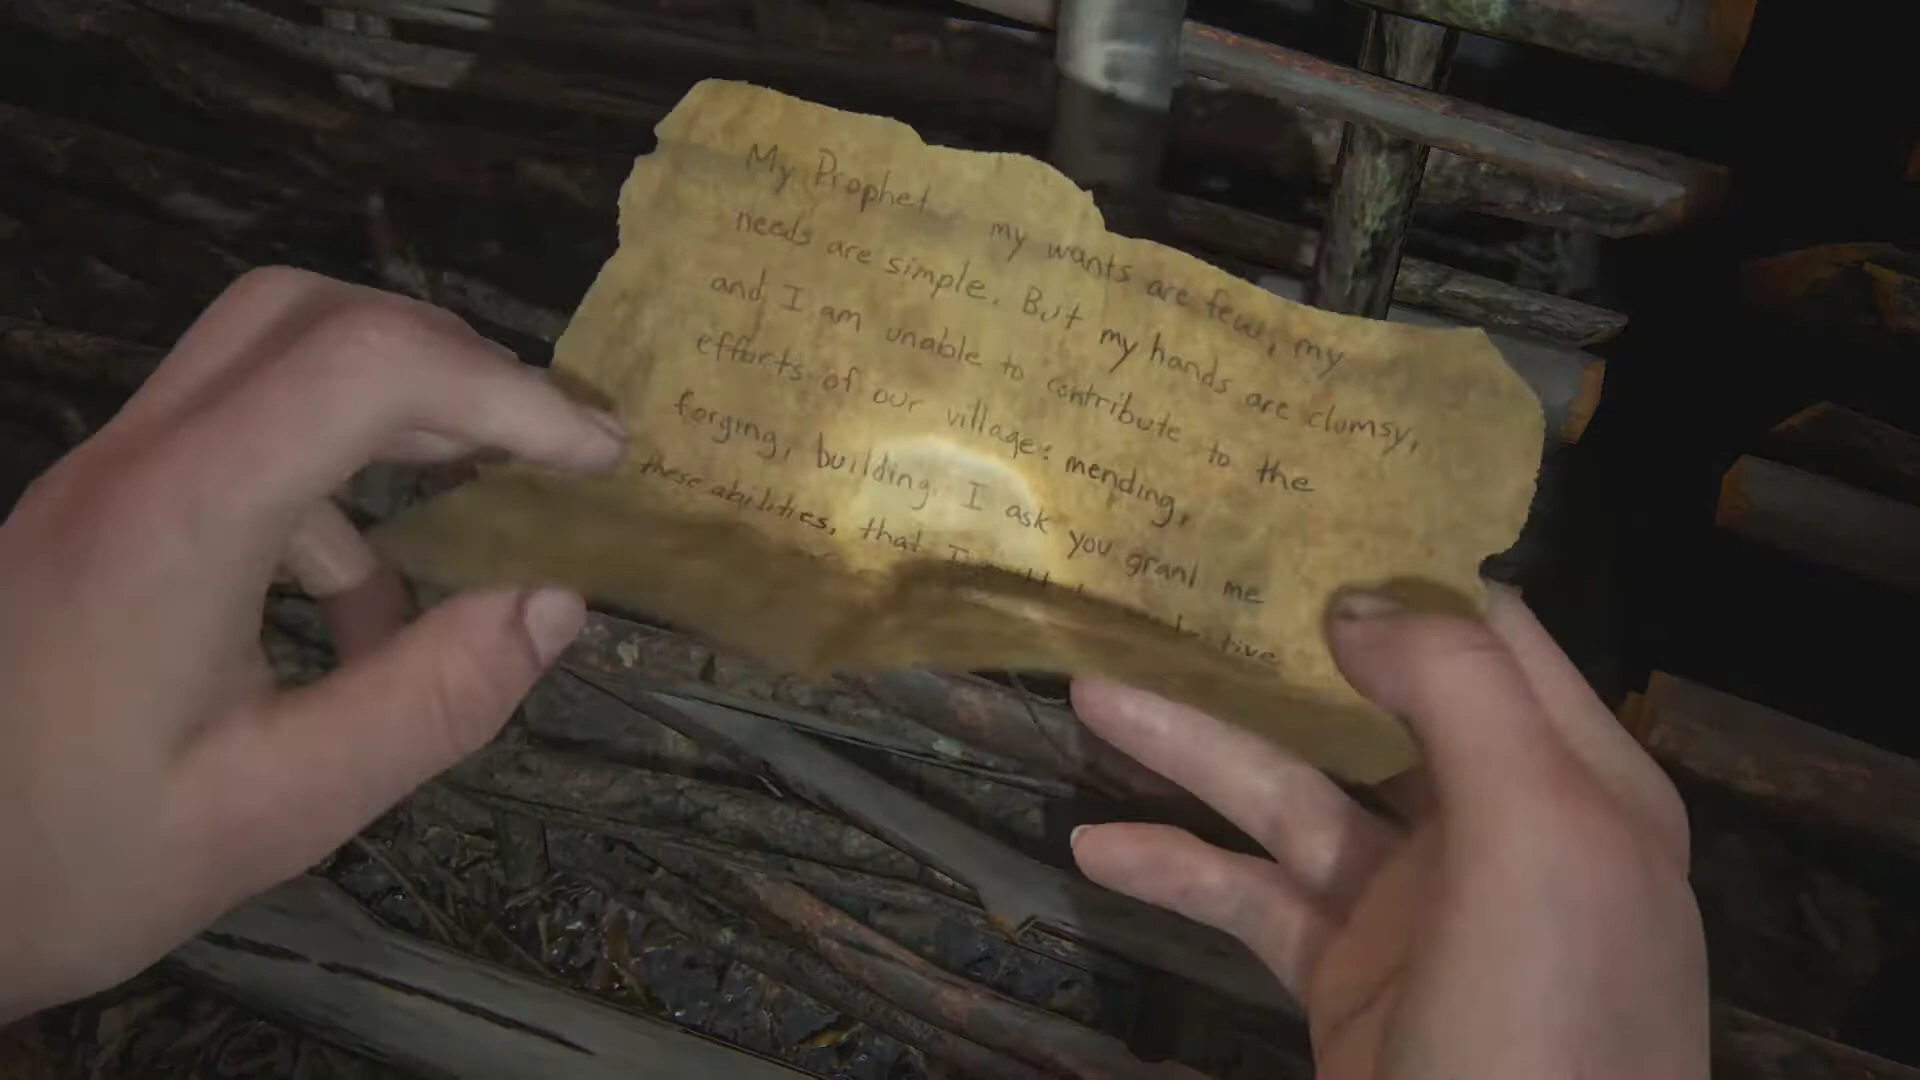 My Prophet my wants are few, my
needs are simple. But my hands are clumsy,
and I am unable to contribute to the
efforts of our village: mending,
forging, building. I ask you grant me
these abilities, that I
tive